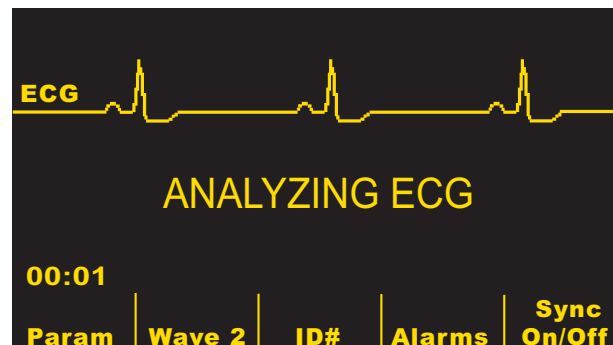 ECG
ANALYZING ECG
00:01
Param
Wave 2
ID#
Alarms
Sync
On/Off